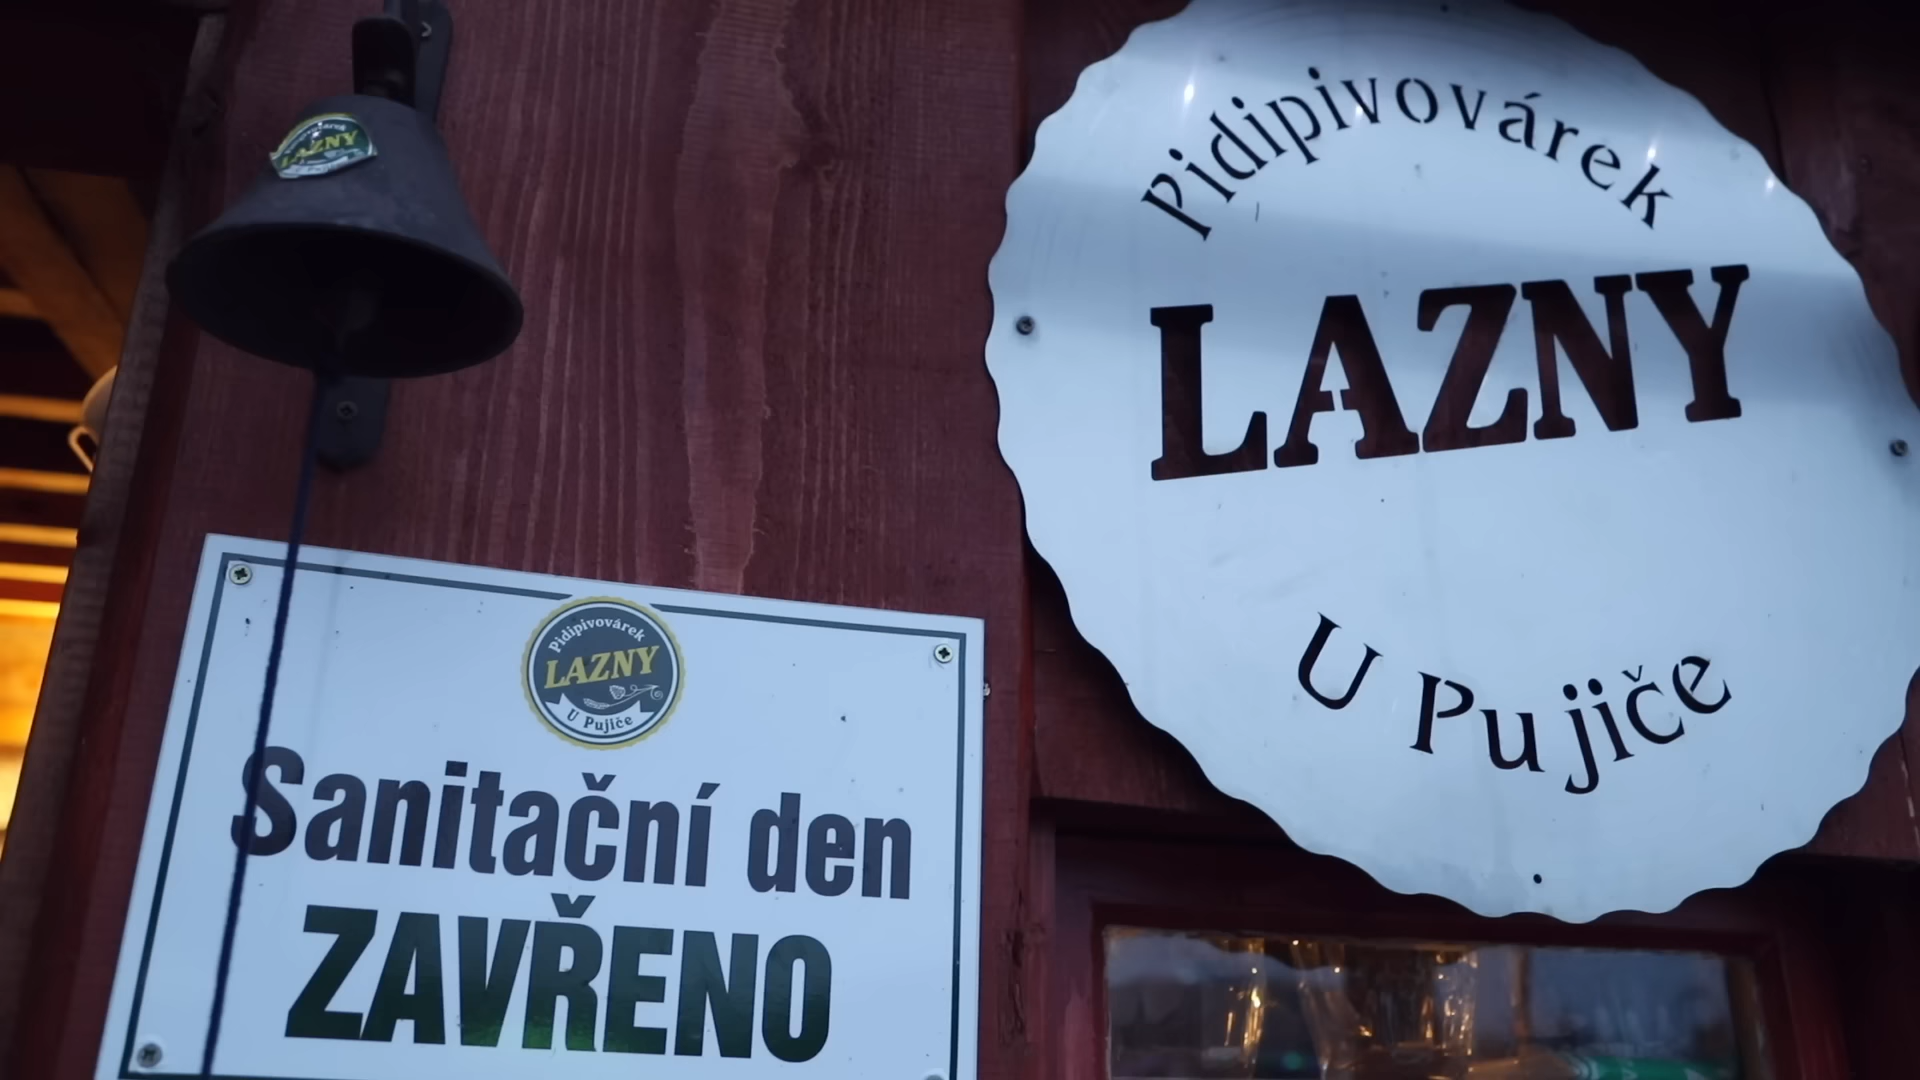 Pidipivovárek
LAZNY
U Pujiče
LAZNY
Pidipivovárek
LAZNY
U Pujiče
Sanitační den
ZAVŘENO